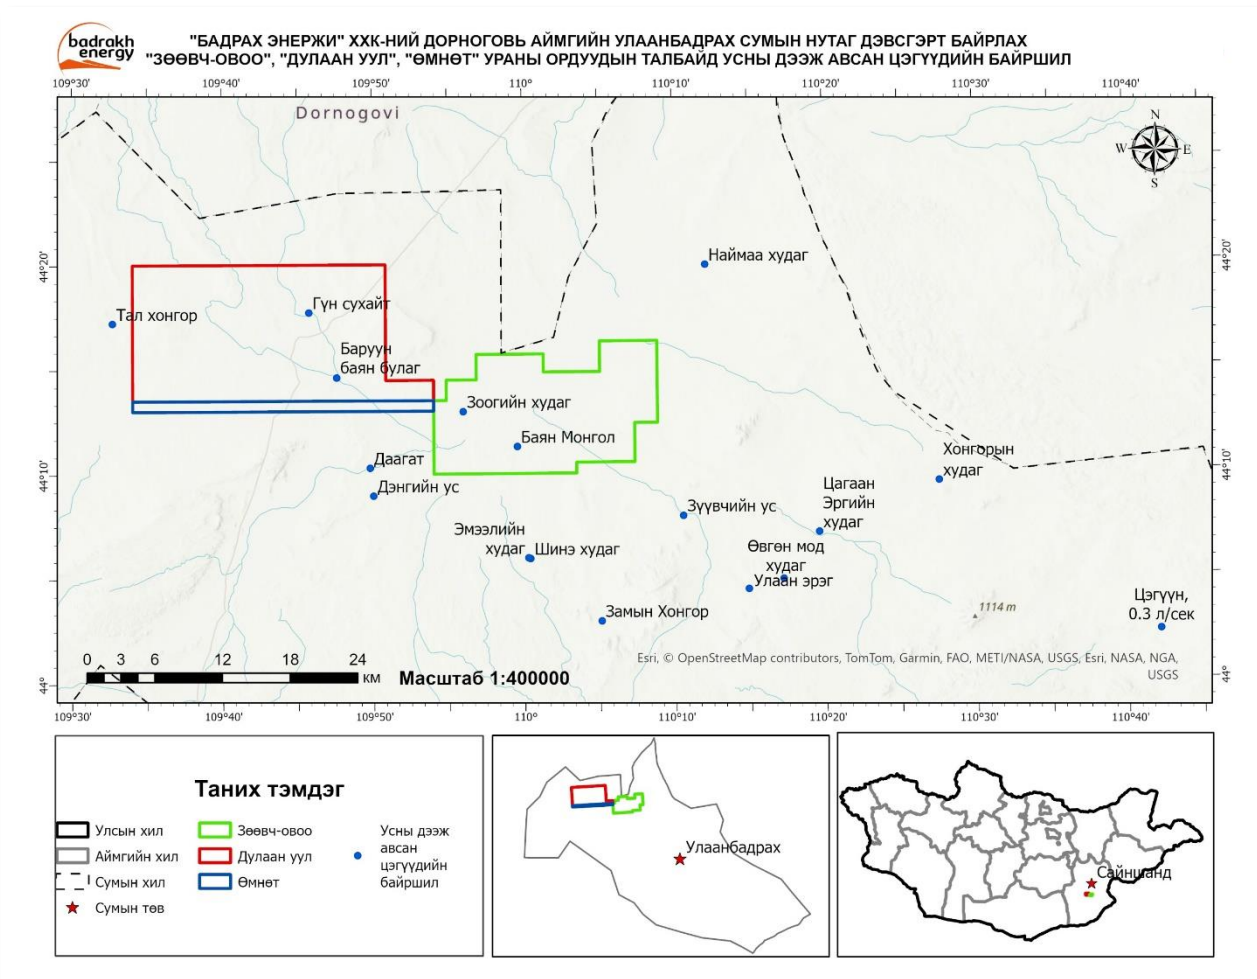 badrakh
energy
"БАДРАХ ЭНЕРЖИ" ХХК-НИЙ ДОРНОГОВЬ АЙМГИЙН УЛААНБАДРАХ СУМЫН НУТАГ ДЭВСГЭРТ БАЙРЛАХ
"ЗӨӨВЧ-ОВОО", "ДУЛААН УУЛ", "ӨМНӨТ" УРАНЫ ОРДУУДЫН ТАЛБАЙД УСНЫ ДЭЭЖ АВСАН ЦЭГҮҮДИЙН БАЙРШИЛ
109°30' 109°40' 109°50' 110° 110°10' 110°20' 110°30' 110°40'
Dornogovi
N
W E
S
44°20' 44°20'
Наймаа худаг
Тал хонгор
Гүн сухайт
Баруун
баян булаг
Зоогийн худаг
Баян Монгол
Хонгорын
худаг
44°10' 44°10'
Даагат
Дэнгийн ус
Цагаан
Эргийн
худаг
Зүүвчийн ус
Эмээлийн
худаг
Шинэ худаг
Өвгөн мод
худаг
Улаан эрэг
Замын Хонгор
1114 m
Цэгүүн,
0.3 л/сек
0 3 6 12 18 24
км
Масштаб 1:400000
Esri, © OpenStreetMap contributors, TomTom, Garmin, FAO, METI/NASA, USGS, Esri, NASA, NGA,
USGS
44° 44°
109°30' 109°40' 109°50' 110° 110°10' 110°20' 110°30' 110°40'
Таних тэмдэг
Улсын хил
Аймгийн хил
Сумын хил
Сумын төв
Зөөвч-овоо
Дулаан уул
Өмнөт
Усны дээж
авсан
цэгүүдийн
байршил
Улаанбадрах
Сайншанд